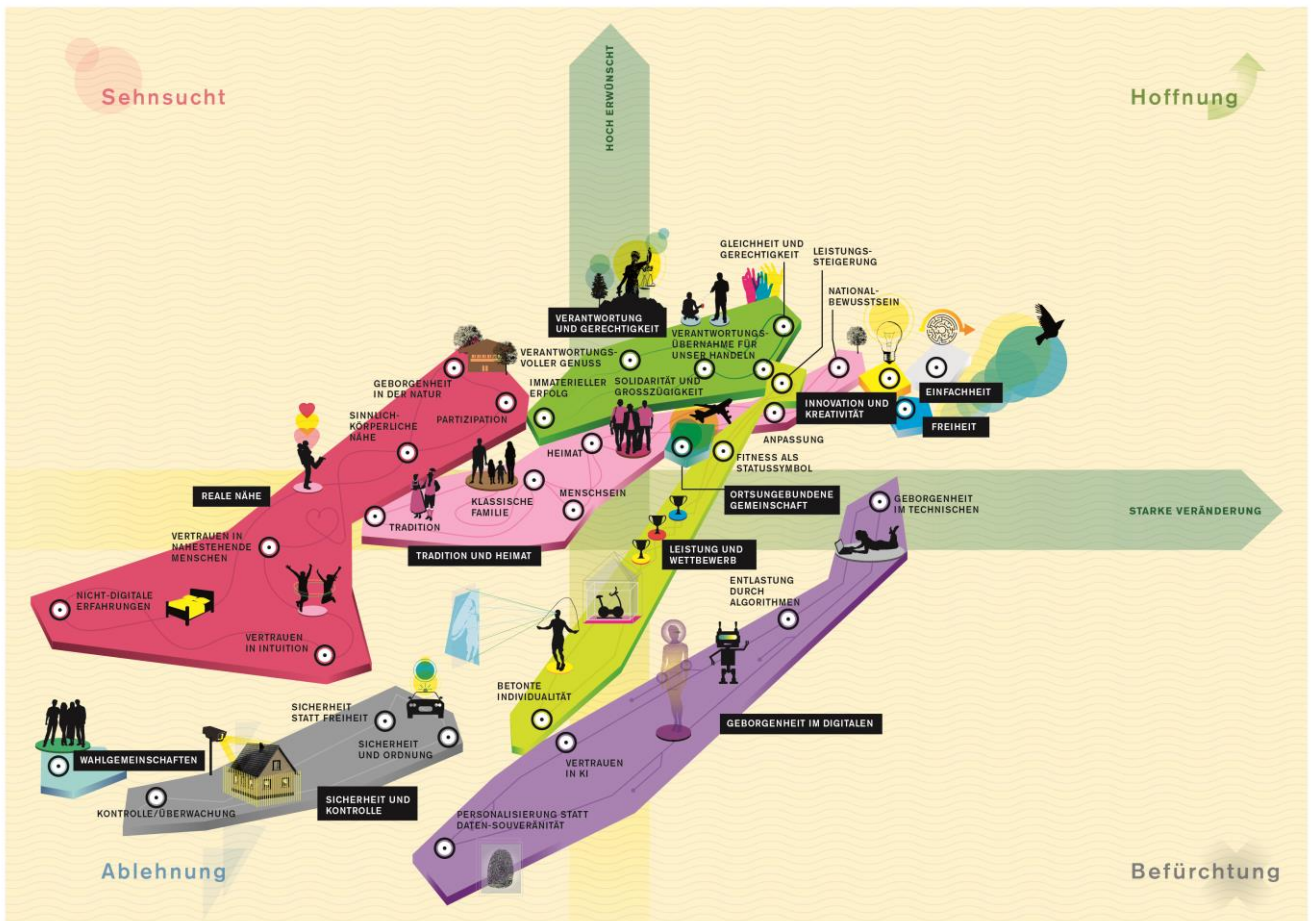 Sehnsucht
HOCH ERWÜNSCHT
Hoffnung
GLEICHHEIT UND
GERECHTIGKEIT
LEISTUNGS-
STEIGERUNG
NATIONAL-
BEWUSSTSEIN
VERANTWORTUNG
UND GERECHTIGKEIT
VERANTWORTUNGS-
ÜBERNAHME FÜR
UNSER HANDELN
VERANTWORTUNGS-
VOLLER GENUSS
GEBORGENHEIT
IN DER NATUR
IMMATERIELLER
ERFOLG
SOLIDARITÄT UND
GROSSZÜGIGKEIT
INNOVATION UND
KREATIVITÄT
EINFACHHEIT
FREIHEIT
PARTIZIPATION
SINNLICH-
KÖRPERLICHE
NÄHE
ANPASSUNG
HEIMAT
FITNESS ALS
STATUSSYMBOL
REALE NÄHE
KLASSISCHE
FAMILIE
MENSCHSEIN
ORTSUNGEBUNDENE
GEMEINSCHAFT
GEBORGENHEIT
IM TECHNISCHEN
STARKE VERÄNDERUNG
TRADITION
VERTRAUEN IN
NAHESTEHENDE
MENSCHEN
TRADITION UND HEIMAT
LEISTUNG UND
WETTBEWERB
ENTLASTUNG
DURCH
ALGORITHMEN
NICHT-DIGITALE
ERFAHRUNGEN
VERTRAUEN
IN INTUITION
BETONTE
INDIVIDUALITÄT
SICHERHEIT
STATT FREIHEIT
SICHERHEIT
UND ORDNUNG
GEBORGENHEIT IM DIGITALEN
WAHLGEMEINSCHAFTEN
VERTRAUEN
IN KI
SICHERHEIT UND
KONTROLLE
KONTROLLE/ÜBERWACHUNG
PERSONALISIERUNG STATT
DATEN-SOUVERÄNITÄT
Ablehnung
Befürchtung